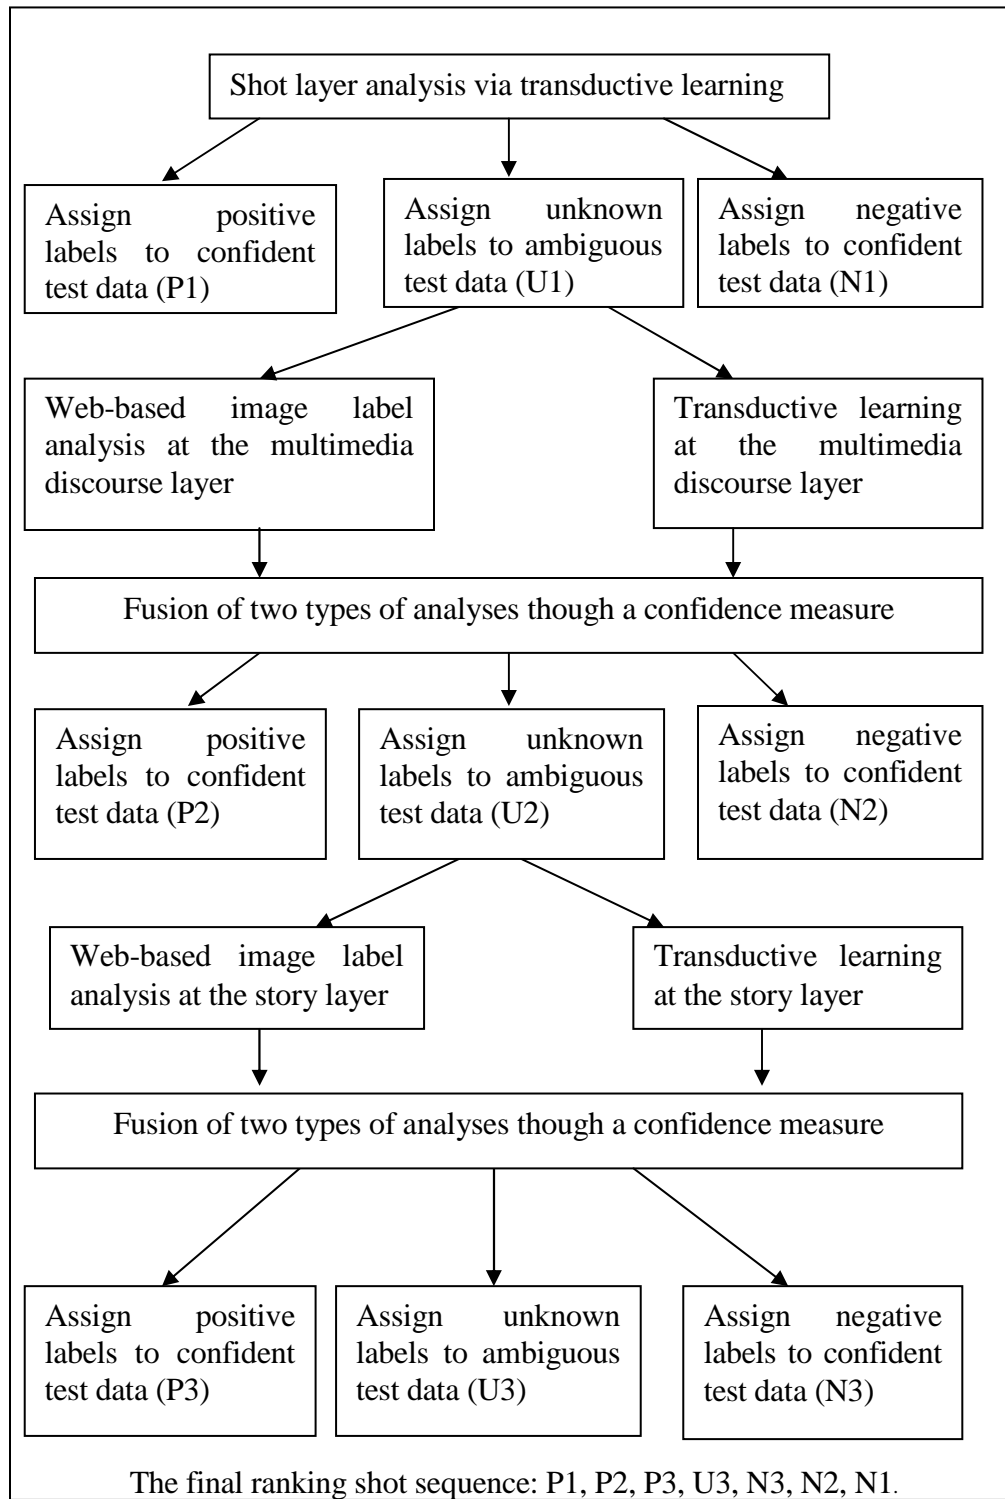 Shot layer analysis via transductive learning
Assign positive
labels to confident
test data (P1)
Assign unknown
labels to ambiguous
test data (U1)
Assign negative
labels to confident
test data (N1)
Web-based image label
analysis at the multimedia
discourse layer
Transductive learning
at the multimedia
discourse layer
Fusion of two types of analyses though a confidence measure
Assign positive
labels to confident
test data (P2)
Assign unknown
labels to ambiguous
test data (U2)
Assign negative
labels to confident
test data (N2)
Web-based image label
analysis at the story layer
Transductive learning
at the story layer
Fusion of two types of analyses though a confidence measure
Assign positive
labels to confident
test data (P3)
Assign unknown
labels to ambiguous
test data (U3)
Assign negative
labels to confident
test data (N3)
The final ranking shot sequence: P1, P2, P3, U3, N3, N2, N1.